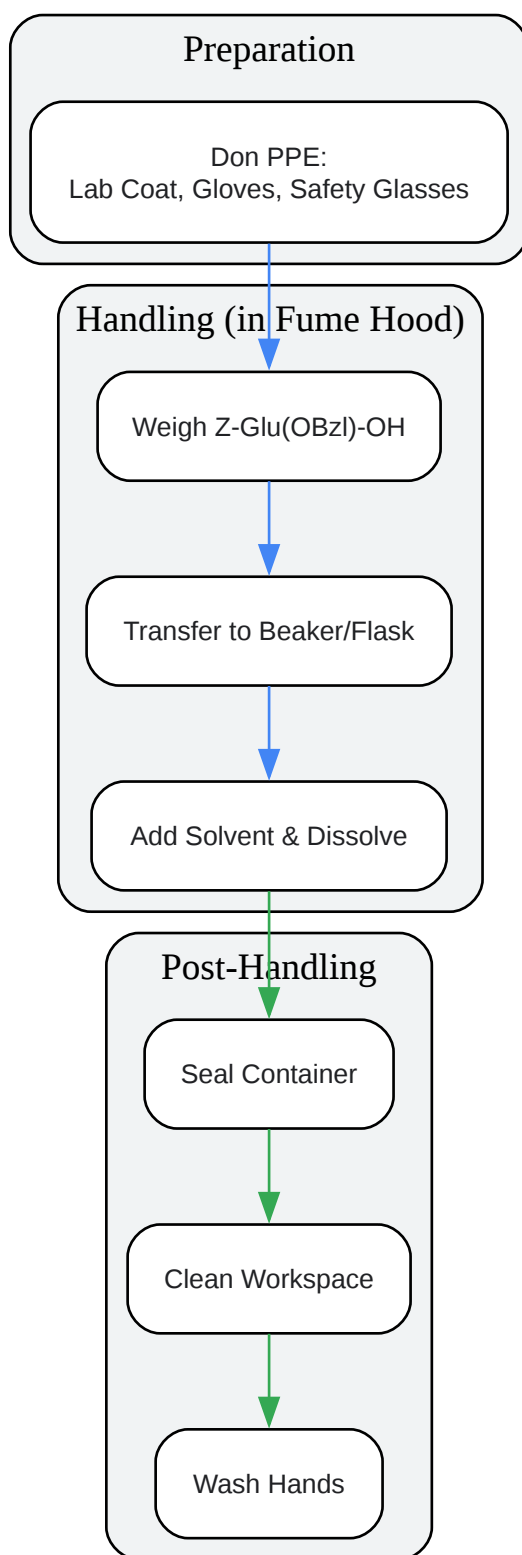 Preparation
Don PPE:
Lab Coat, Gloves, Safety Glasses
Handling (in Fume Hood)
Weigh Z-Glu(OBzl)-OH
Transfer to Beaker/Flask
Add Solvent & Dissolve
Post-Handling
Seal Container
Clean Workspace
Wash Hands